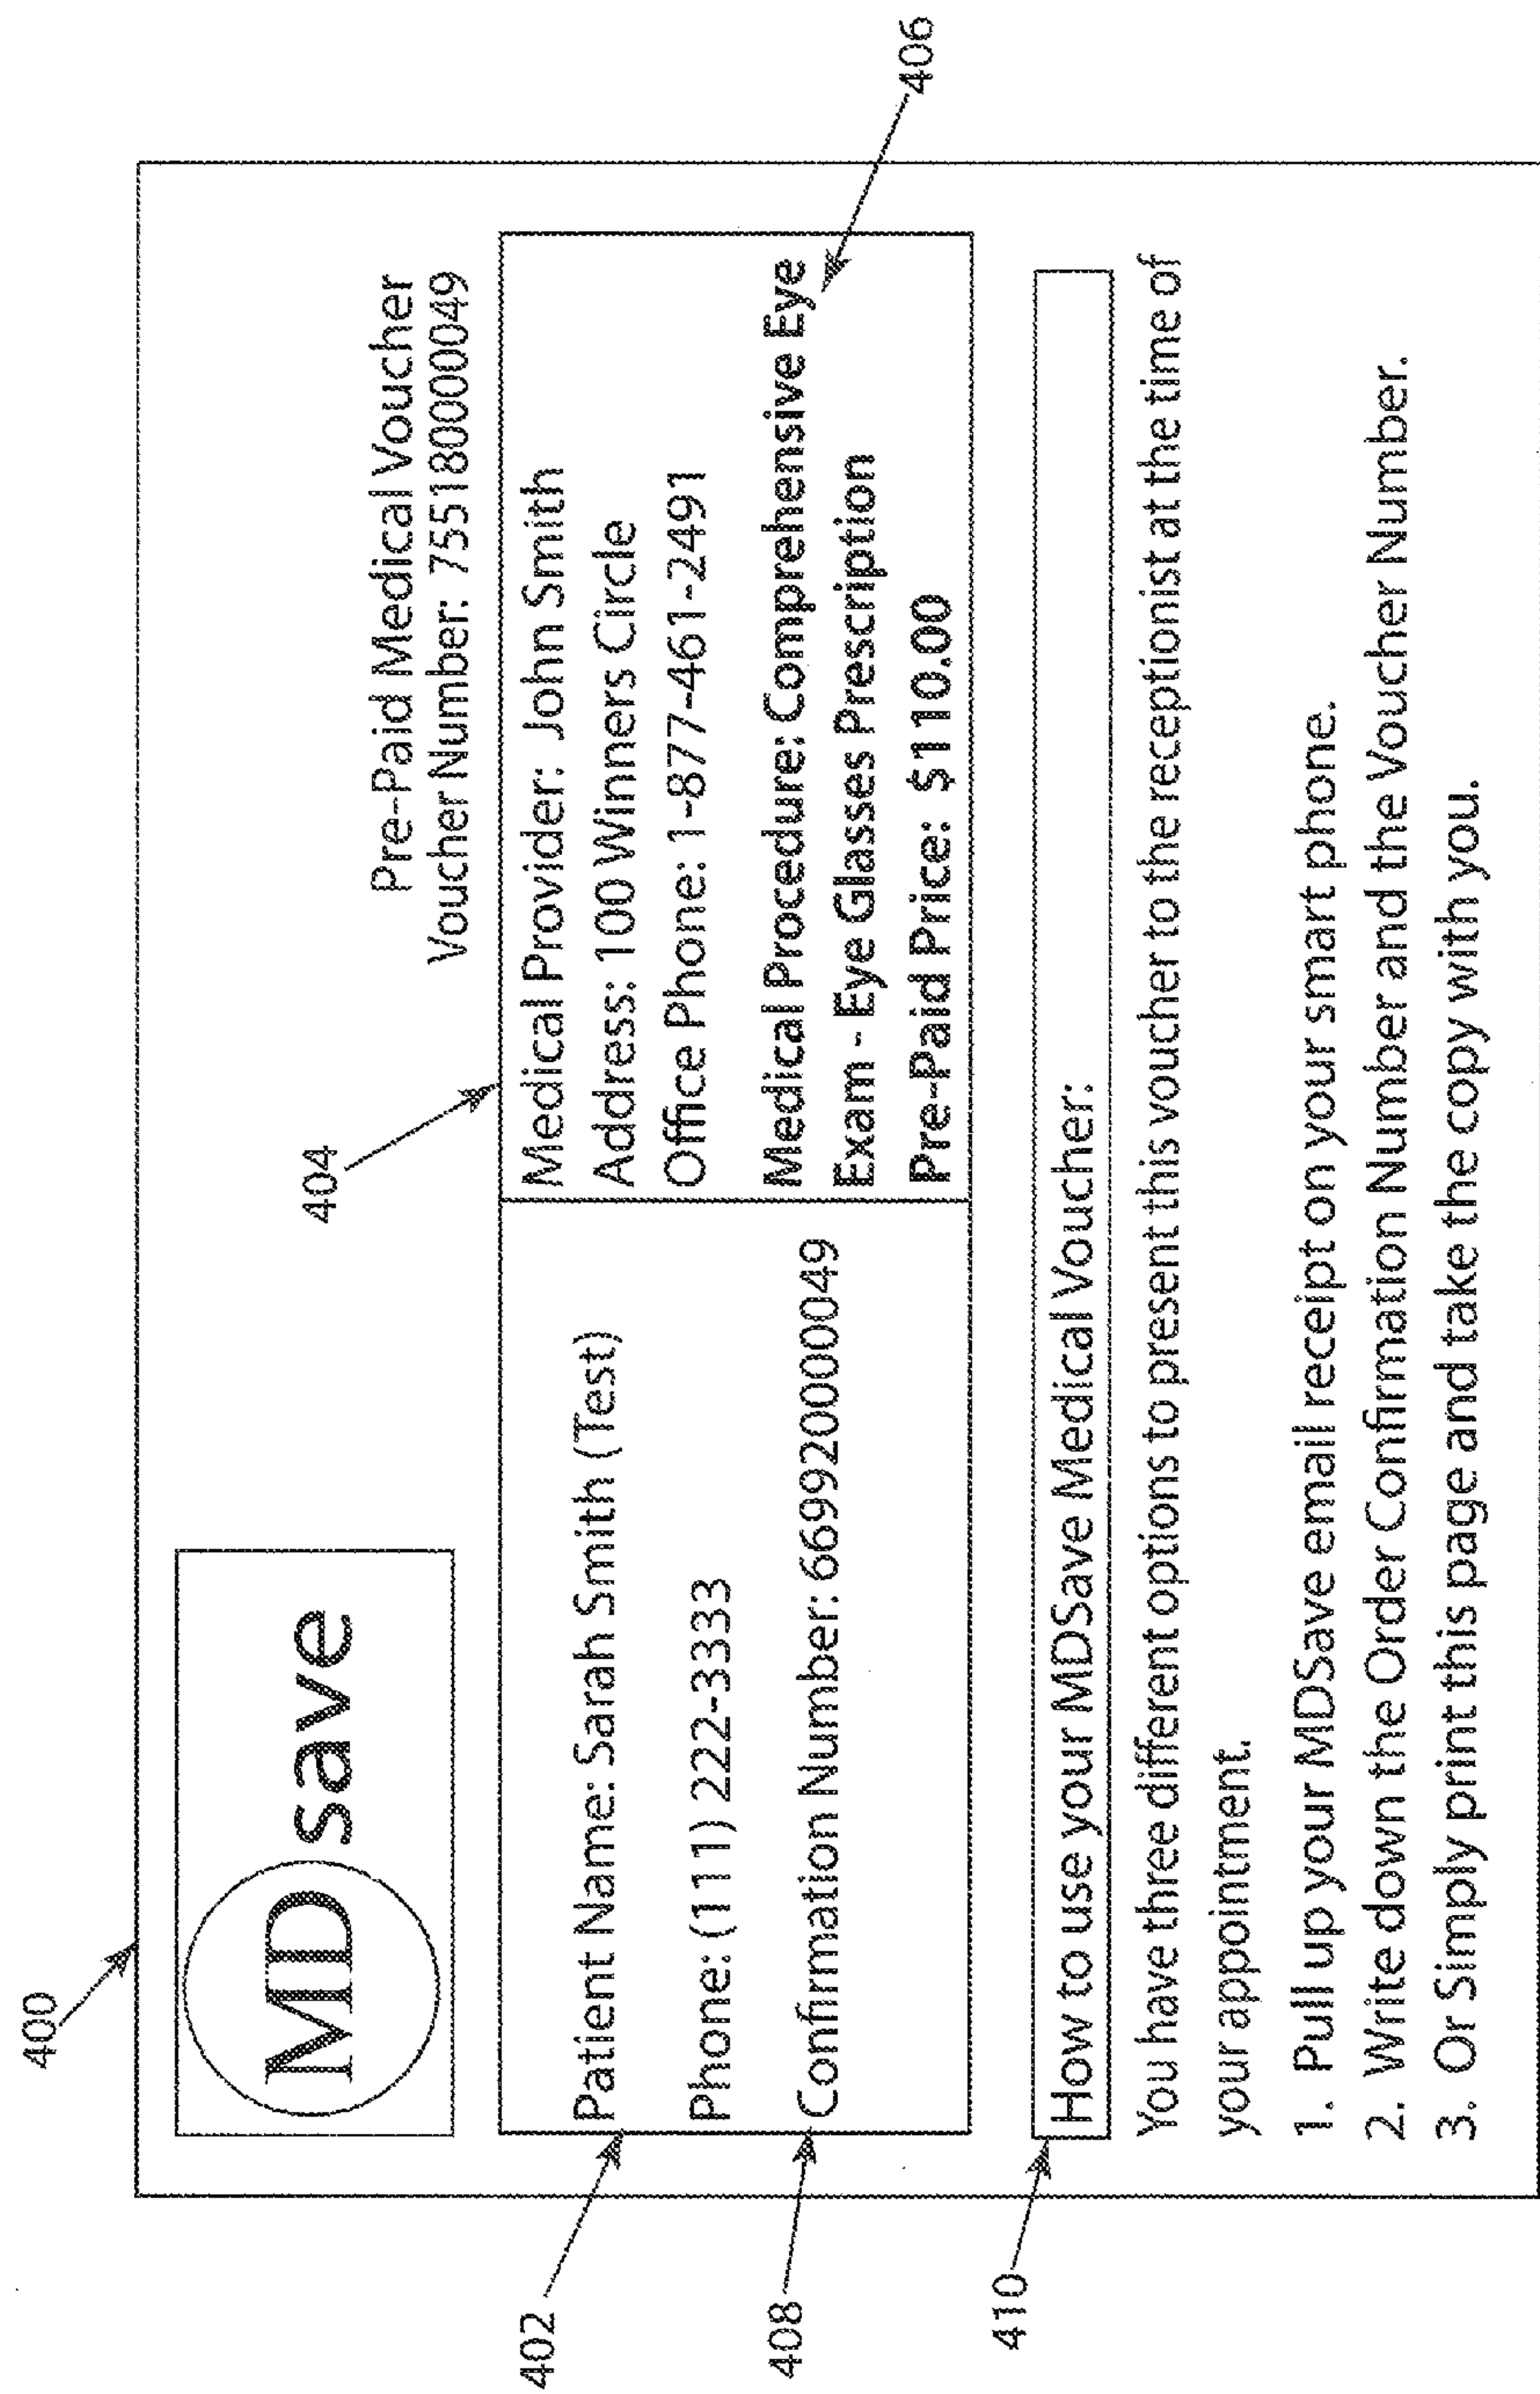 400
MD save
404
Pre-Paid Medical Voucher
Voucher Number: 75518000049
402
Patient Name: Sarah Smith (Test)
Phone: (111) 222-3333
408
Confirmation Number: 66992000049
Medical Provider: John Smith
Address: 100 Winners Circle
Office Phone: 1-877-461-2491
Medical Procedure: Comprehensive Eye
Exam - Eye Glasses Prescription
Pre-Paid Price: $110.00
406
410
How to use your MDSave Medical Voucher:
You have three different options to present this voucher to the receptionist at the time of
your appointment.
1. Pull up your MDSave email receipt on your smart phone.
2. Write down the Order Confirmation Number and the Voucher Number.
3. Or Simply print this page and take the copy with you.